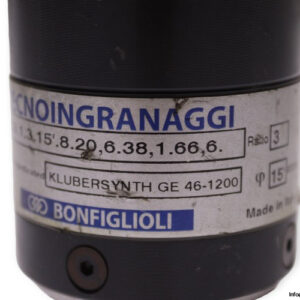 CNOINGRANAGGI
1.3,15'.8.20,6.38,1.66,6. Ratio 3
KLUBERSYNTH GE 46-1200 φ 15'
BONFIGLIOLI Made in